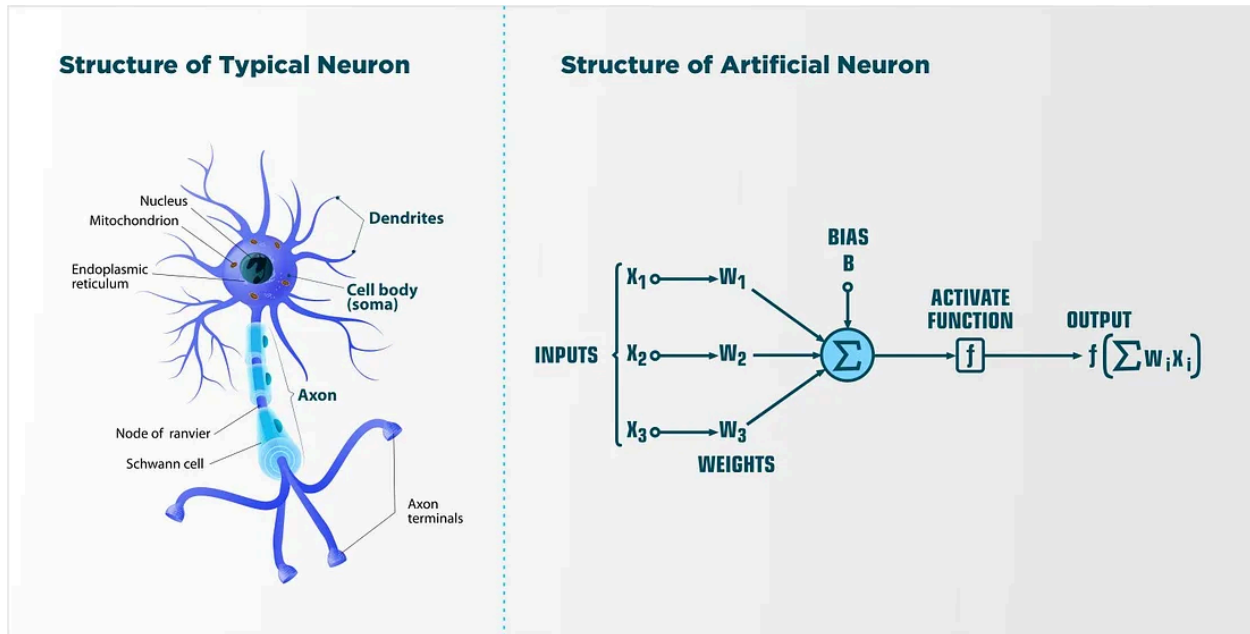 Structure of Typical Neuron
Nucleus
Mitochondrion
Endoplasmic
reticulum
Dendrites
Cell body
(soma)
Axon
Node of ranvier
Schwann cell
Axon
terminals
Structure of Artificial Neuron
BIAS
B
INPUTS
X₁
W₁
X₂
W₂
X₃
W₃
WEIGHTS
Σ
ACTIVATE
FUNCTION
f
OUTPUT
f(ΣWᵢXᵢ)